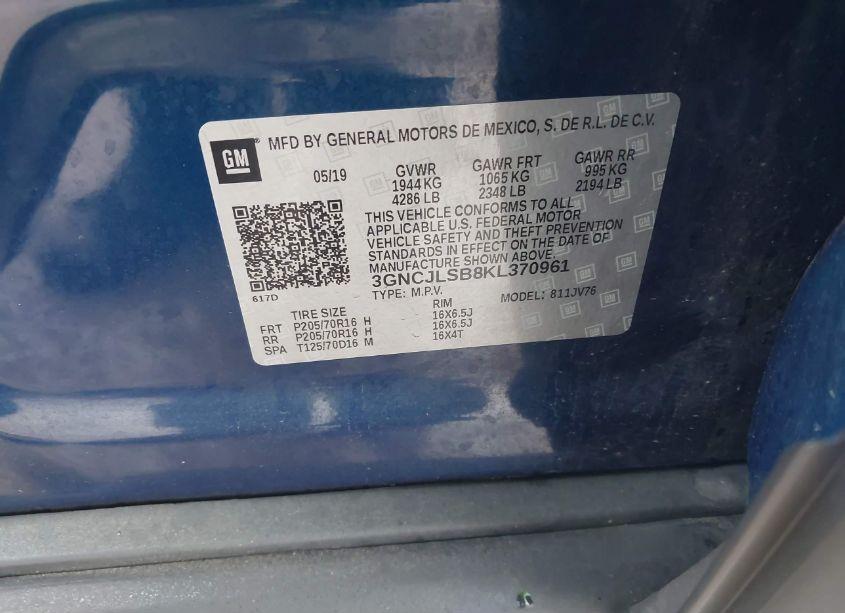 GM ® MFD BY GENERAL MOTORS DE MEXICO, S. DE R.L. DE C.V.
05/19 GVWR GAWR FRT GAWR RR
1944 KG 1065 KG 995 KG
4286 LB 2348 LB 2194 LB
THIS VEHICLE CONFORMS TO ALL
APPLICABLE U.S. FEDERAL MOTOR
VEHICLE SAFETY AND THEFT PREVENTION
STANDARDS IN EFFECT ON THE DATE OF
MANUFACTURE SHOWN ABOVE.
3GNCJLSB8KL370961
617D TYPE: M.P.V. MODEL: 811JV76
TIRE SIZE RIM
FRT P205/70R16 H 16X6.5J
RR P205/70R16 H 16X6.5J
SPA T125/70D16 M 16X4T